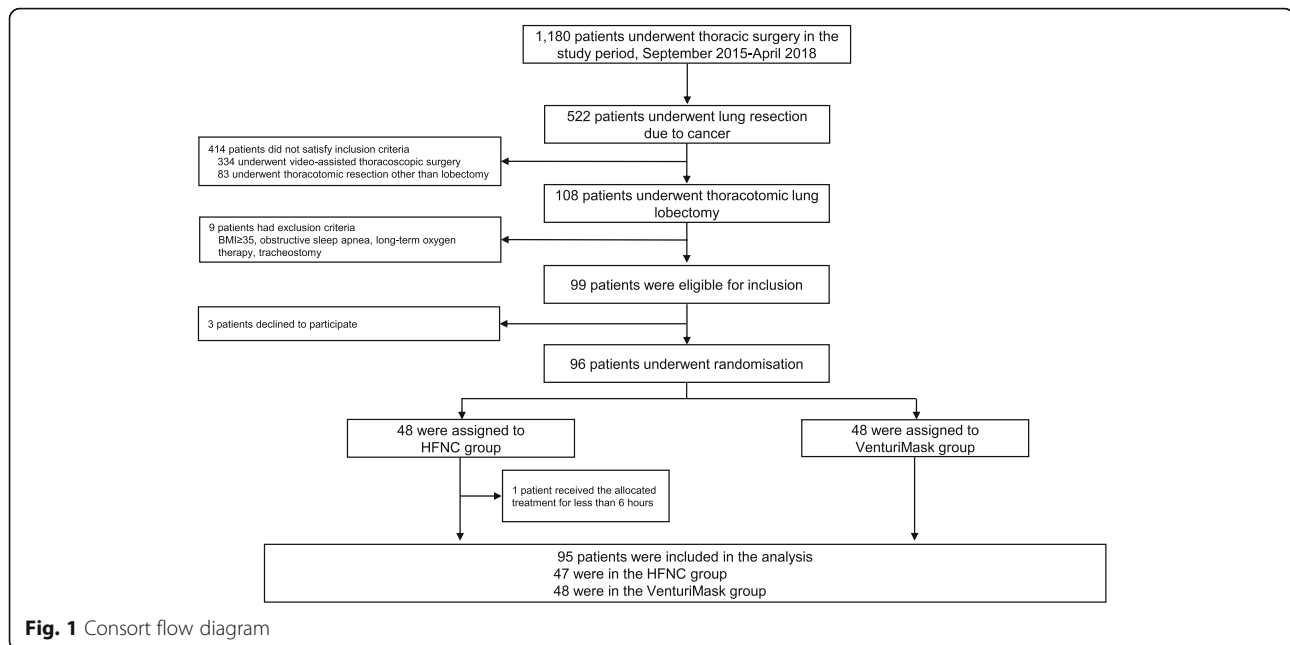 1,180 patients underwent thoracic surgery in the
study period, September 2015-April 2018
522 patients underwent lung resection
due to cancer
414 patients did not satisfy inclusion criteria
334 underwent video-assisted thoracoscopic surgery
83 underwent thoracotomic resection other than lobectomy
108 patients underwent thoracotomic lung
lobectomy
9 patients had exclusion criteria
BMI≥35, obstructive sleep apnea, long-term oxygen
therapy, tracheostomy
99 patients were eligible for inclusion
3 patients declined to participate
96 patients underwent randomisation
48 were assigned to
HFNC group
48 were assigned to
VenturiMask group
1 patient received the allocated
treatment for less than 6 hours
95 patients were included in the analysis
47 were in the HFNC group
48 were in the VenturiMask group
Fig. 1 Consort flow diagram